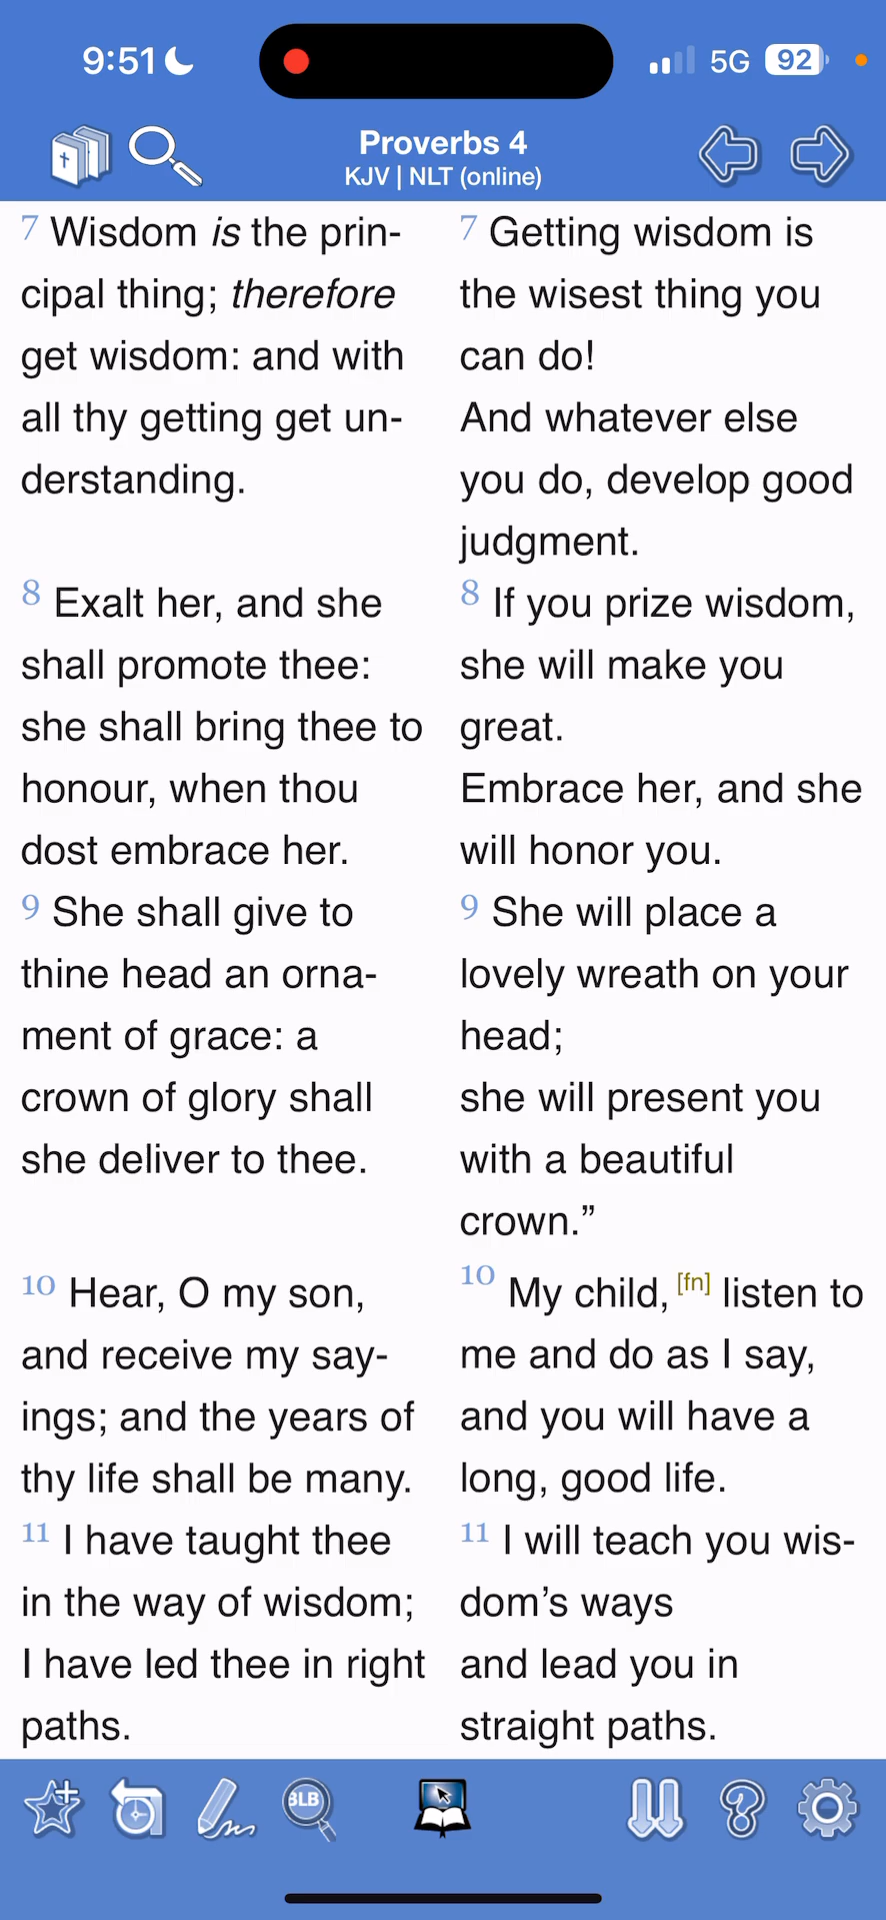 9:51
5G
92
Proverbs 4
KJV | NLT (online)
7 Wisdom is the prin-
cipal thing; therefore
get wisdom: and with
all thy getting get un-
derstanding.
8 Exalt her, and she
shall promote thee:
she shall bring thee to
honour, when thou
dost embrace her.
9 She shall give to
thine head an orna-
ment of grace: a
crown of glory shall
she deliver to thee.
10 Hear, O my son,
and receive my say-
ings; and the years of
thy life shall be many.
11 I have taught thee
in the way of wisdom;
I have led thee in right
paths.
7 Getting wisdom is
the wisest thing you
can do!
And whatever else
you do, develop good
judgment.
8 If you prize wisdom,
she will make you
great.
Embrace her, and she
will honor you.
9 She will place a
lovely wreath on your
head;
she will present you
with a beautiful
crown.”
10 My child, [fn] listen to
me and do as I say,
and you will have a
long, good life.
11 I will teach you wis-
dom’s ways
and lead you in
straight paths.
BLB